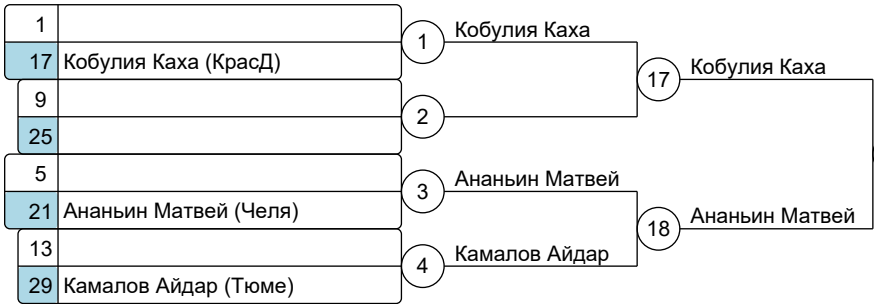 1
17 Кобулия Каха (КрасД)
9
25
5
21 Ананьин Матвей (Челя)
13
29 Камалов Айдар (Тюме)
1 Кобулия Каха
2
3 Ананьин Матвей
4 Камалов Айдар
17 Кобулия Каха
18 Ананьин Матвей